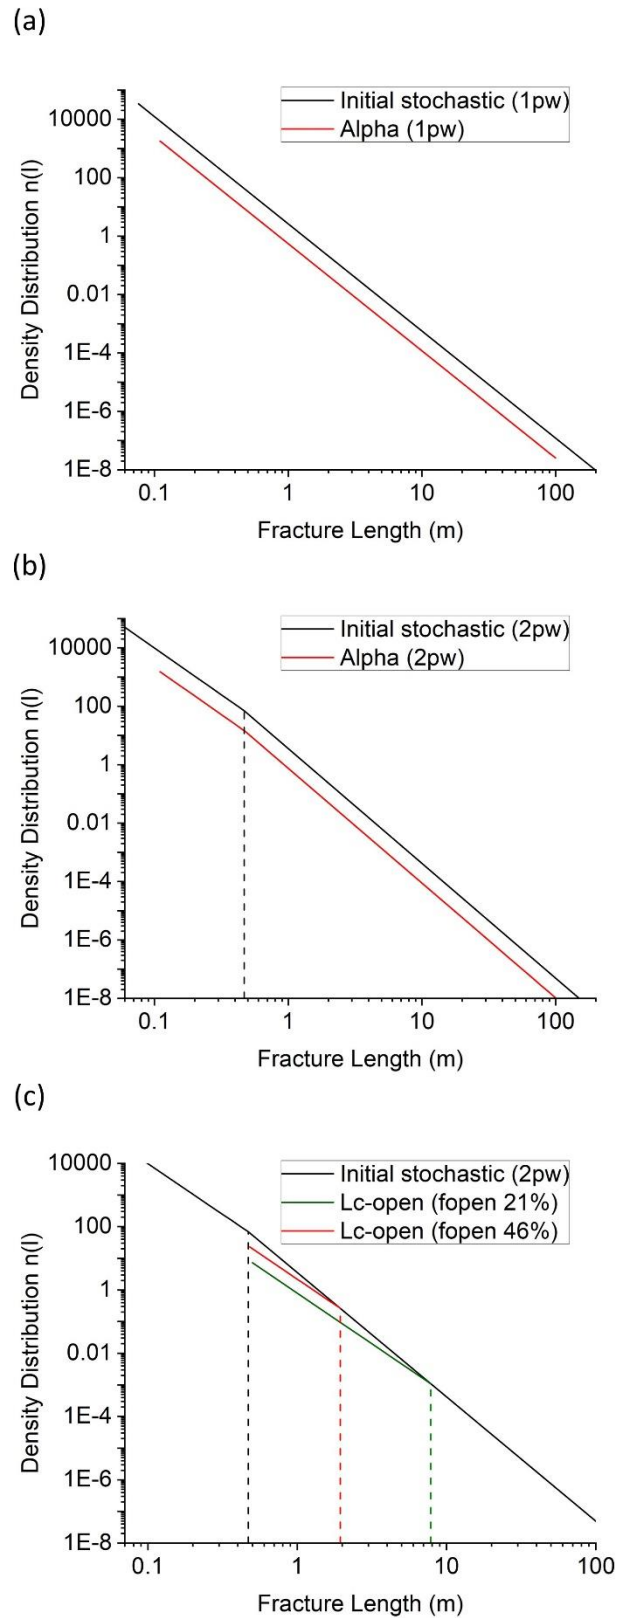 (a)
Initial stochastic (1pw)
Alpha (1pw)
Density Distribution n(l)
10000
100
1
0.01
1E-4
1E-6
1E-8
0.1 1 10 100
Fracture Length (m)
(b)
Initial stochastic (2pw)
Alpha (2pw)
Density Distribution n(l)
10000
100
1
0.01
1E-4
1E-6
1E-8
0.1 1 10 100
Fracture Length (m)
(c)
Initial stochastic (2pw)
Lc-open (fopen 21%)
Lc-open (fopen 46%)
Density Distribution n(l)
10000
100
1
0.01
1E-4
1E-6
1E-8
0.1 1 10 100
Fracture Length (m)